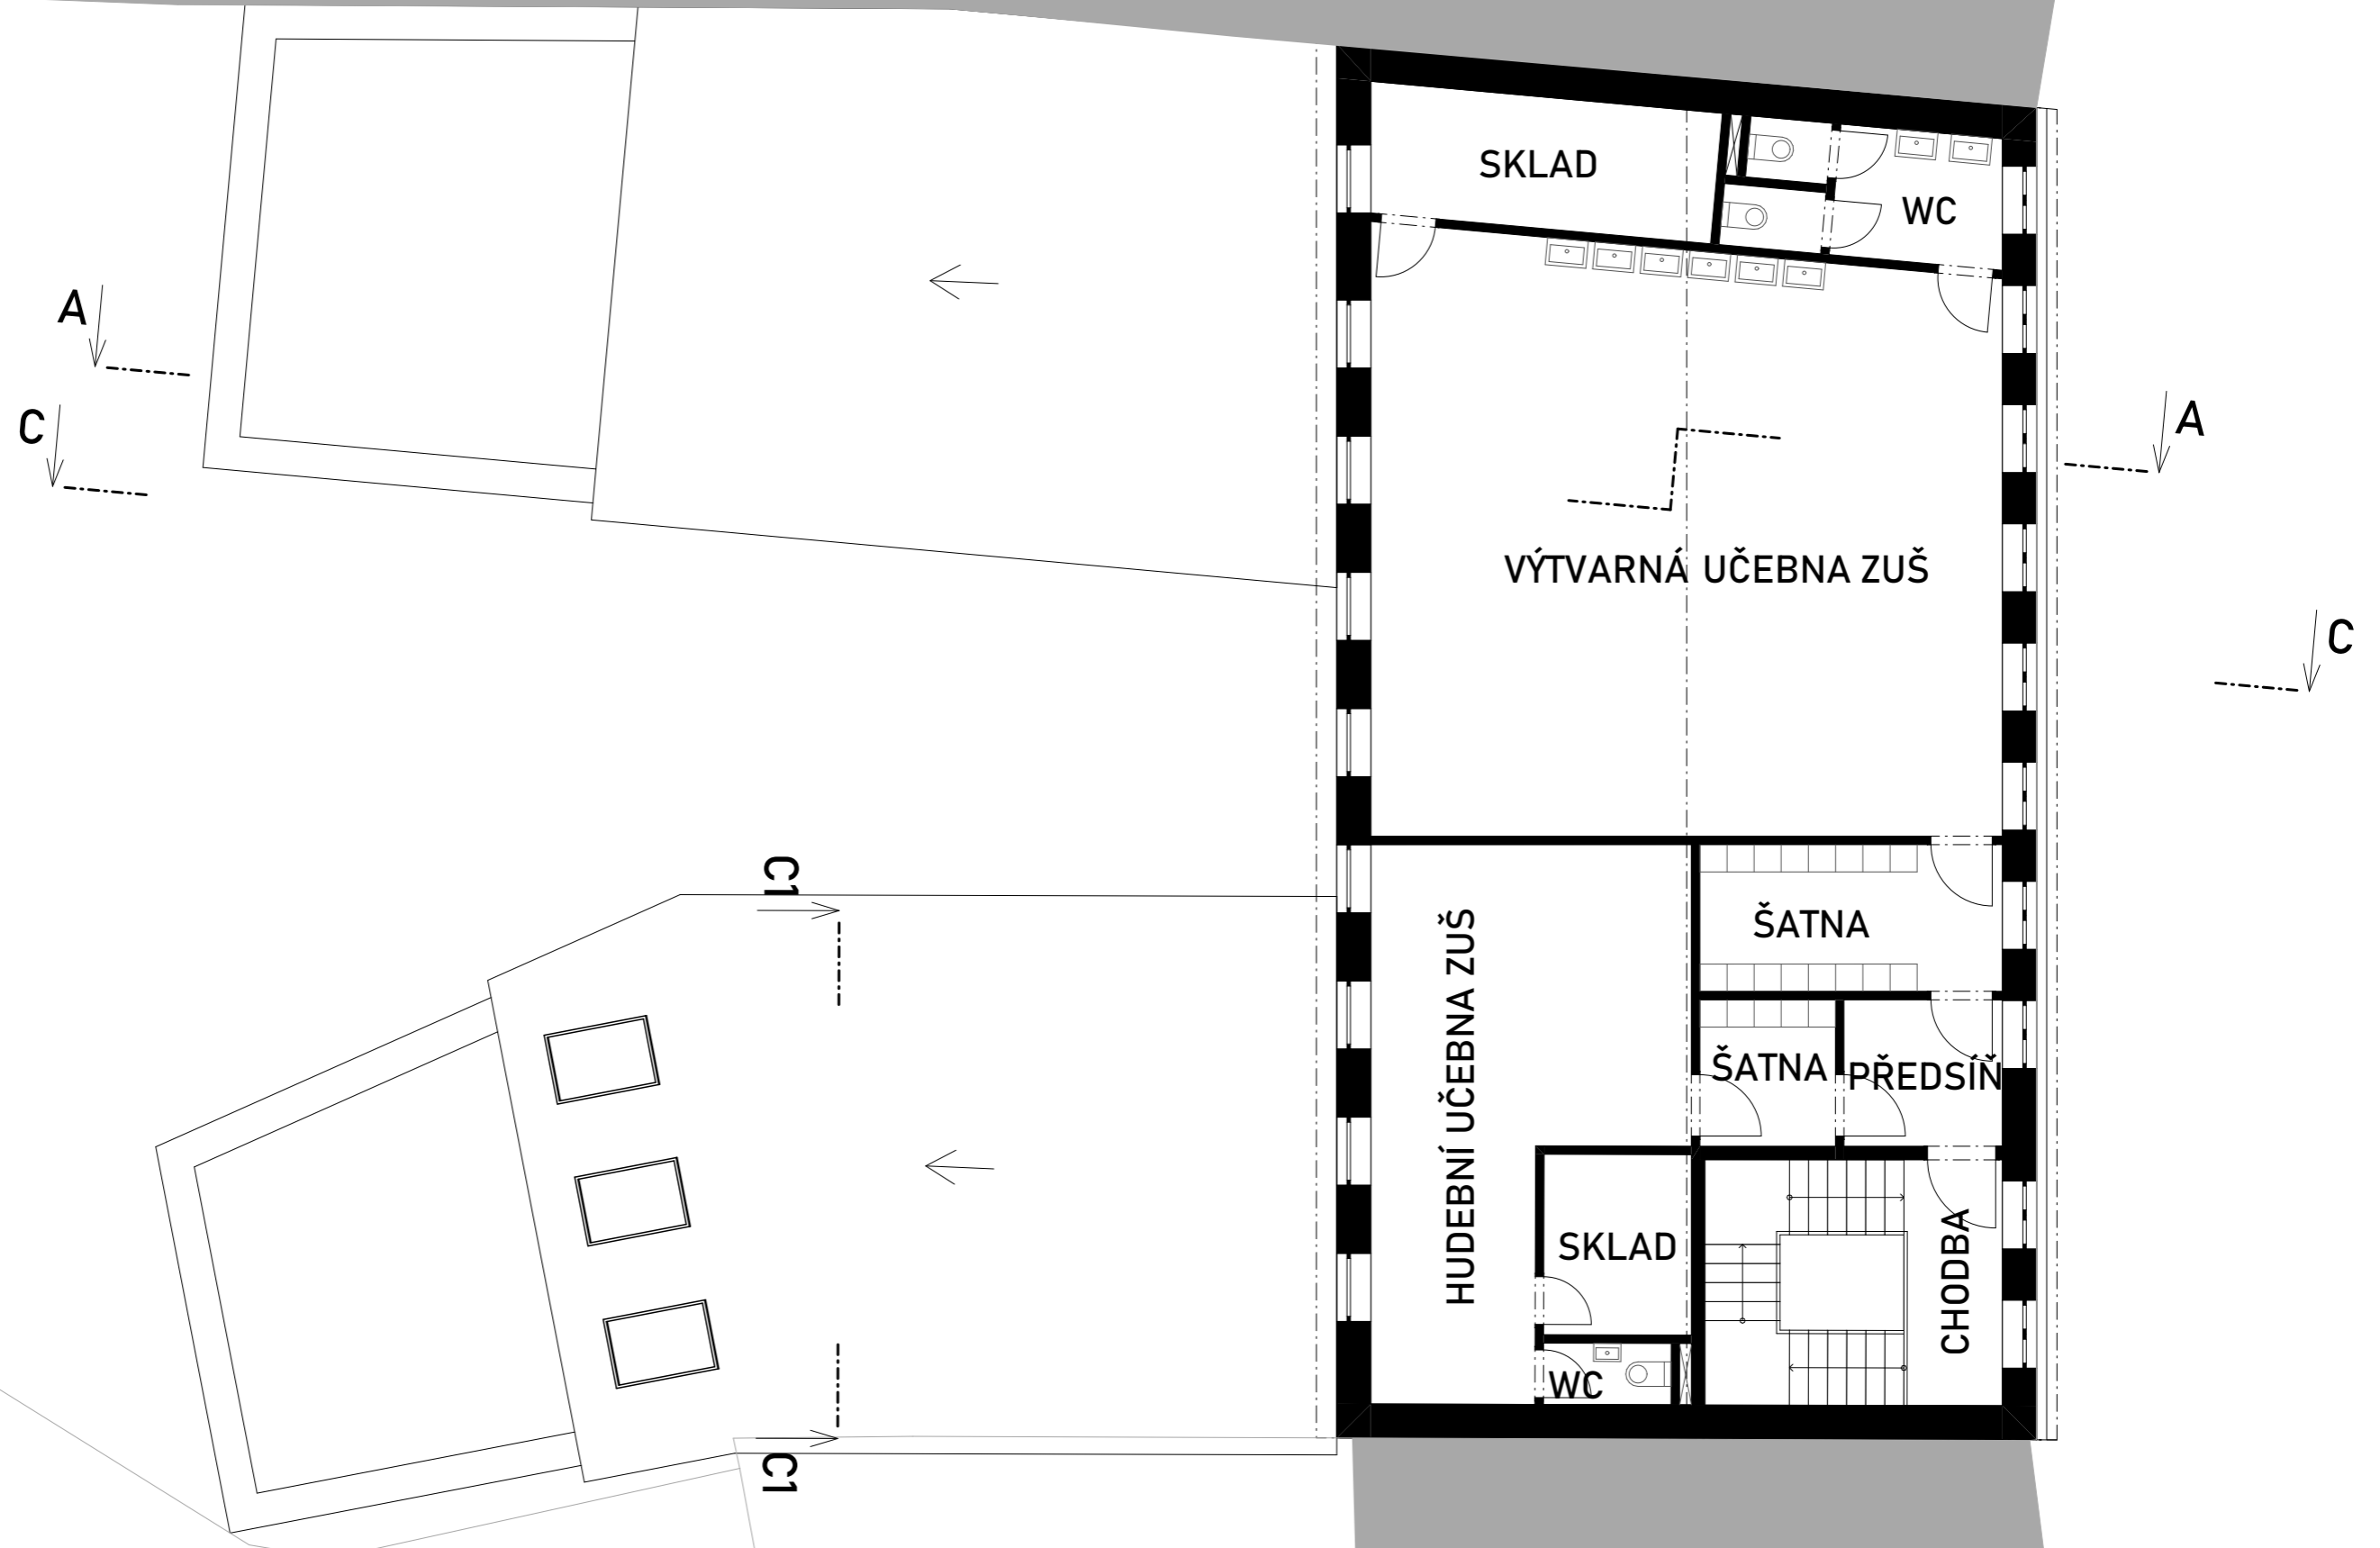 SKLAD
WC
A
C
A
VÝTVARNÁ UČEBNA ZUŠ
C
C1
ŠATNA
HUDEBNÍ UČEBNA ZUŠ
ŠATNA
PŘEDSÍŇ
SKLAD
CHODBA
WC
C1